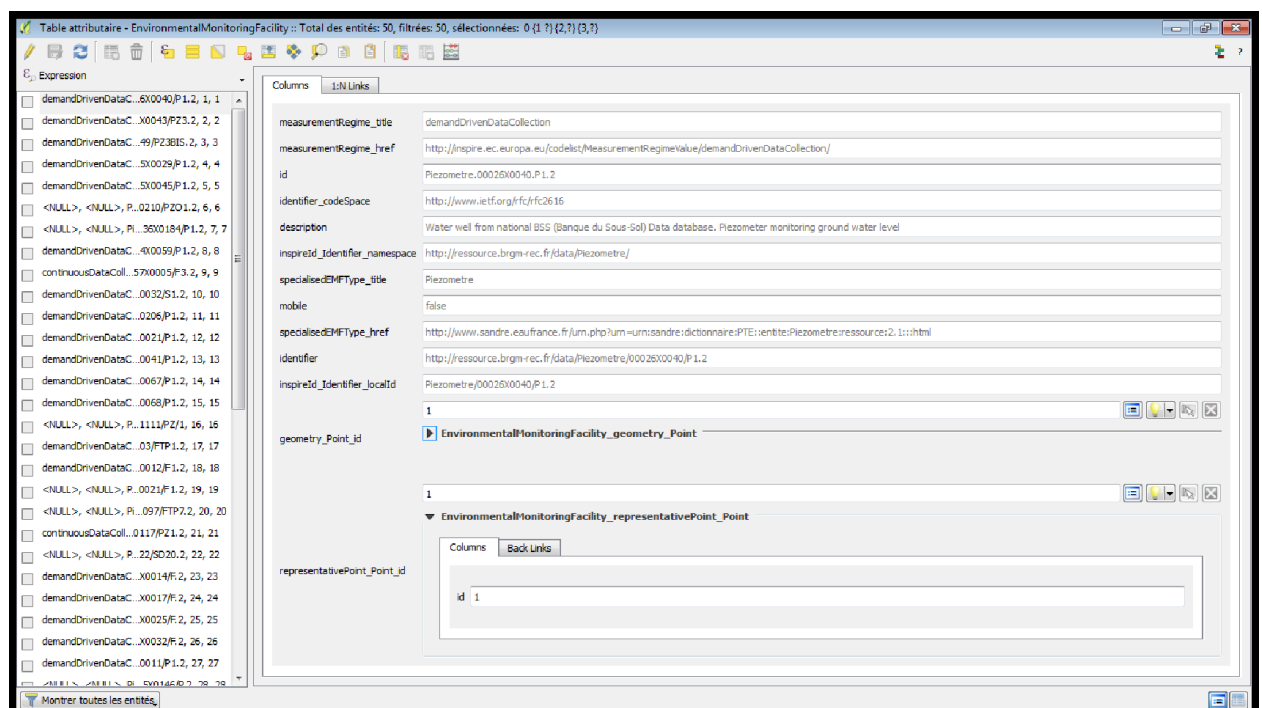 Table attributaire - EnvironmentalMonitoringFacility :: Total des entités: 50, filtrées: 50, sélectionnées: 0 {1 ?} {2,?} {3,?}
Expression
demandDrivenDataC...6X0040/P1.2, 1, 1
demandDrivenDataC...X0043/PZ3.2, 2, 2
demandDrivenDataC...49/PZ3BIS.2, 3, 3
demandDrivenDataC...5X0029/P1.2, 4, 4
demandDrivenDataC...5X0045/P1.2, 5, 5
<NULL>, <NULL>, P...0210/PZO1.2, 6, 6
<NULL>, <NULL>, Pi...36X0184/P1.2, 7, 7
demandDrivenDataC...4X0059/P1.2, 8, 8
continuousDataColl...57X0005/F3.2, 9, 9
demandDrivenDataC...0032/S1.2, 10, 10
demandDrivenDataC...0206/P1.2, 11, 11
demandDrivenDataC...0021/P1.2, 12, 12
demandDrivenDataC...0041/P1.2, 13, 13
demandDrivenDataC...0067/P1.2, 14, 14
demandDrivenDataC...0068/P1.2, 15, 15
<NULL>, <NULL>, P...1111/PZ/1, 16, 16
demandDrivenDataC...03/FTP1.2, 17, 17
demandDrivenDataC...0012/F1.2, 18, 18
<NULL>, <NULL>, P...0021/F1.2, 19, 19
<NULL>, <NULL>, Pi...097/FTP7.2, 20, 20
continuousDataColl...0117/PZ1.2, 21, 21
<NULL>, <NULL>, P...22/SD20.2, 22, 22
demandDrivenDataC...X0014/F.2, 23, 23
demandDrivenDataC...X0017/F.2, 24, 24
demandDrivenDataC...X0025/F.2, 25, 25
demandDrivenDataC...X0032/F.2, 26, 26
demandDrivenDataC...0011/P1.2, 27, 27
<NULL>, <NULL>, Pi...5X0146/P.2, 28, 28
Montrer toutes les entités
Columns 1:N Links
measurementRegime_title demandDrivenDataCollection
measurementRegime_href http://inspire.ec.europa.eu/codelist/MeasurementRegimeValue/demandDrivenDataCollection/
id Piezometre.00026X0040.P1.2
identifier_codeSpace http://www.ietf.org/rfc/rfc2616
description Water well from national BSS (Banque du Sous-Sol) Data database. Piezometer monitoring ground water level
inspireId_Identifier_namespace http://ressource.brgm-rec.fr/data/Piezometre/
specialisedEMFType_title Piezometre
mobile false
specialisedEMFType_href http://www.sandre.eaufrance.fr/urn.php?urn=urn:sandre:dictionnaire:PTE::entite:Piezometre:ressource:2.1:::html
identifier http://ressource.brgm-rec.fr/data/Piezometre/00026X0040/P1.2
inspireId_Identifier_localId Piezometre/00026X0040/P1.2
1
geometry_Point_id EnvironmentalMonitoringFacility_geometry_Point
1
EnvironmentalMonitoringFacility_representativePoint_Point
Columns Back Links
representativePoint_Point_id
id 1